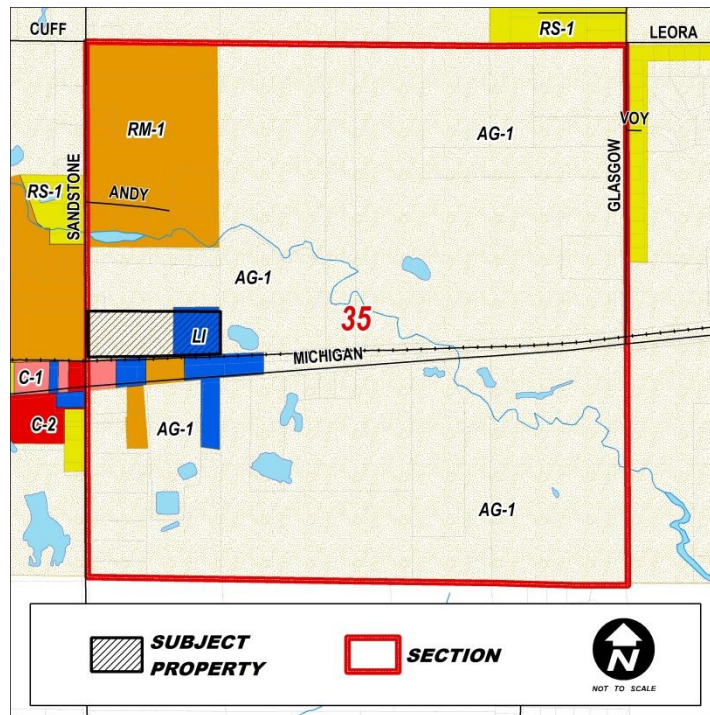 CUFF
RS-1
LEORA
RM-1
AG-1
VOY
RS-1
SANDSTONE
ANDY
GLASGOW
AG-1
35
LI
MICHIGAN
C-1
C-2
AG-1
AG-1
SUBJECT
PROPERTY
SECTION
N
NOT TO SCALE